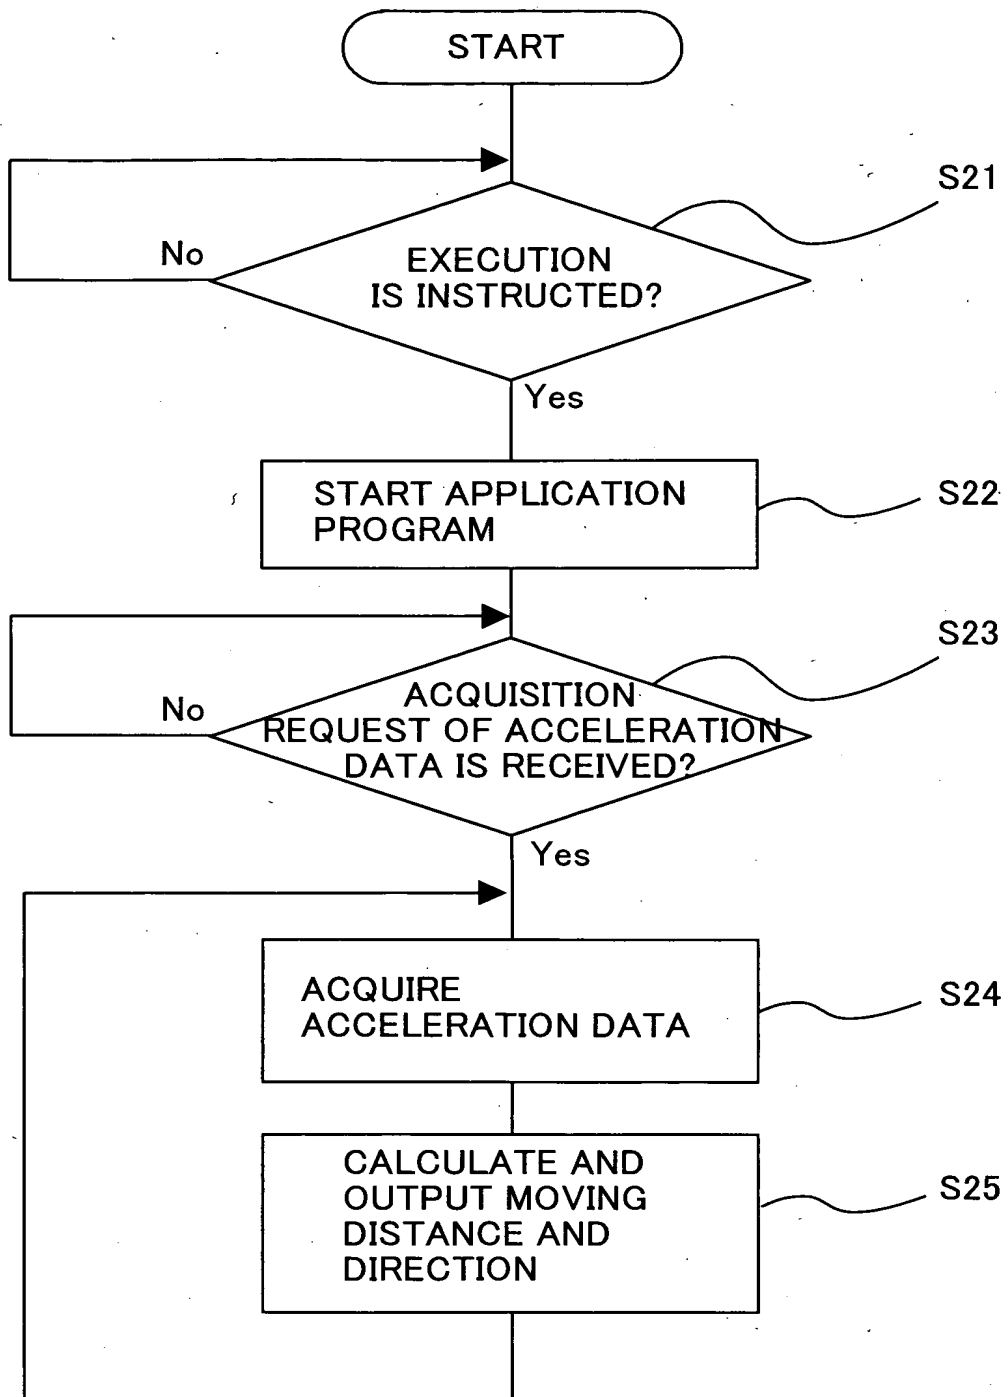 START
S21
No
EXECUTION
IS INSTRUCTED?
Yes
START APPLICATION
PROGRAM
S22
S23
No
ACQUISITION
REQUEST OF ACCELERATION
DATA IS RECEIVED?
Yes
ACQUIRE
ACCELERATION DATA
S24
CALCULATE AND
OUTPUT MOVING
DISTANCE AND
DIRECTION
S25